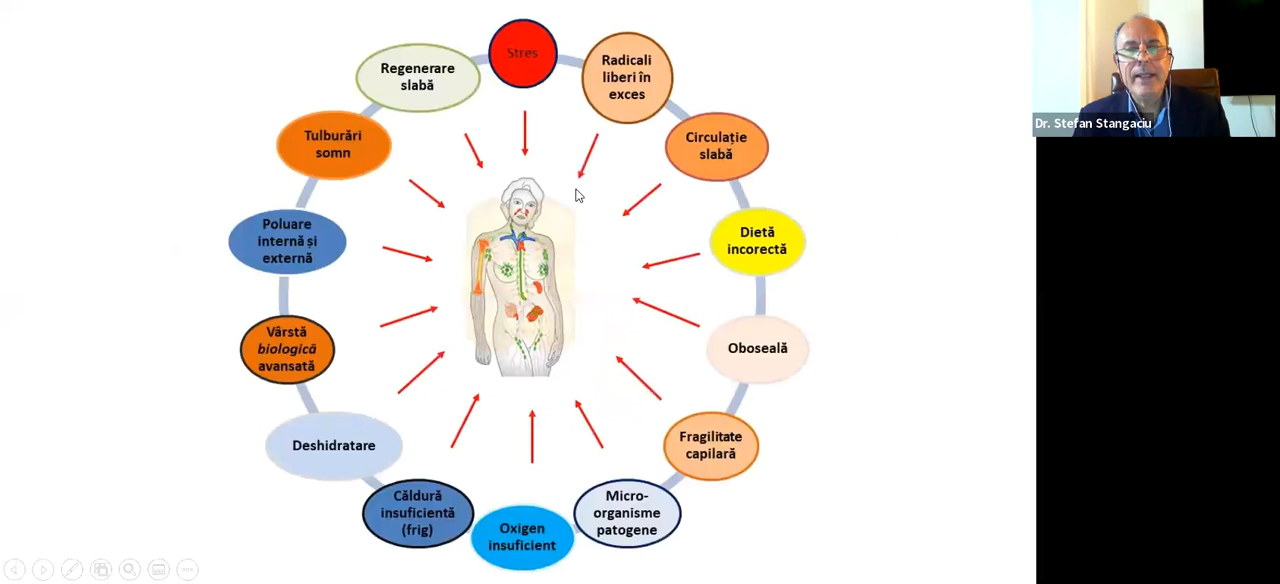 Stres
Radicali
liberi în
exces
Circulație
slabă
Dietă
incorectă
Oboseală
Fragilitate
capilară
Micro-
organisme
patogene
Oxigen
insuficient
Căldură
insuficientă
(frig)
Deshidratare
Vârstă
biologică
avansată
Poluare
internă și
externă
Tulburări
somn
Regenerare
slabă
Dr. Stefan Stangaciu